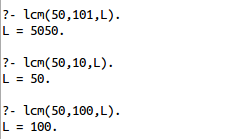 ?- lcm(50,101,L).
L = 5050.
?- lcm(50,10,L).
L = 50.
?- lcm(50,100,L).
L = 100.